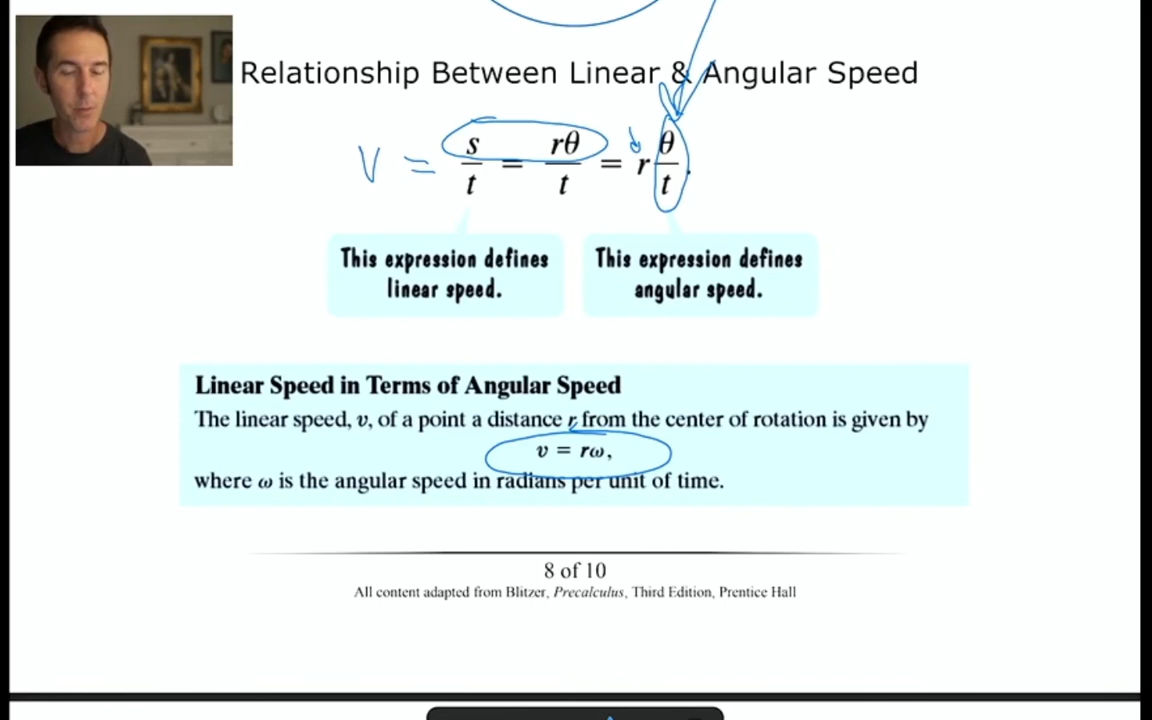 Relationship Between Linear & Angular Speed
V = s/t = rθ/t = r θ/t.
This expression defines linear speed.
This expression defines angular speed.
Linear Speed in Terms of Angular Speed
The linear speed, v, of a point a distance r from the center of rotation is given by
v = rω,
where ω is the angular speed in radians per unit of time.
8 of 10
All content adapted from Blitzer, Precalculus, Third Edition, Prentice Hall